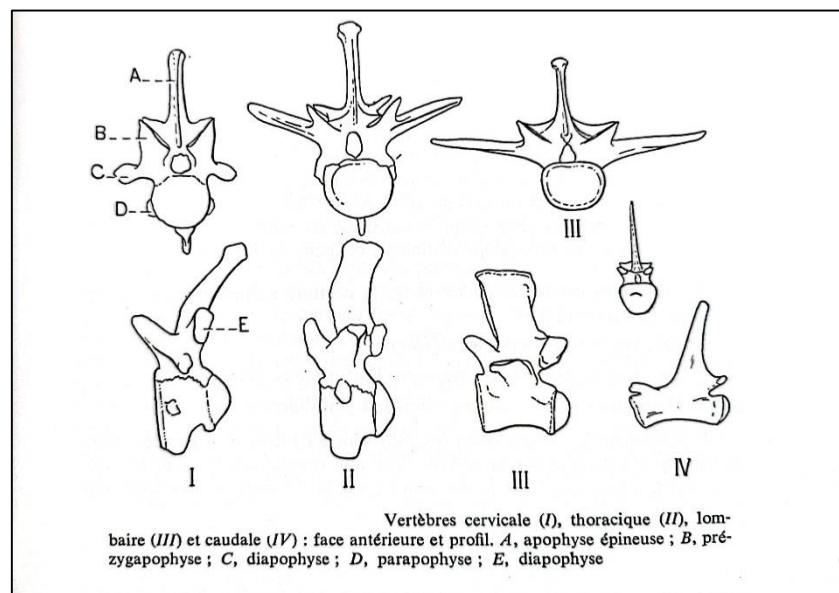 A
B
C
D
III
E
I
II
III
IV
Vertèbres cervicale (I), thoracique (II), lom-
baire (III) et caudale (IV) : face antérieure et profil. A, apophyse épineuse ; B, pré-
zygapophyse ; C, diapophyse ; D, parapophyse ; E, diapophyse